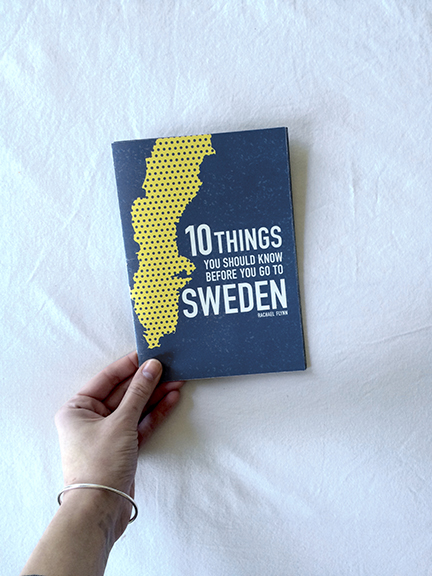 10 THINGS
YOU SHOULD KNOW
BEFORE YOU GO TO
SWEDEN
RACHAEL FLYNN